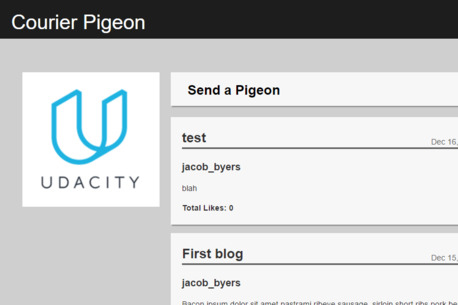 Courier Pigeon
UDACITY
Send a Pigeon
test
Dec 16,
jacob_byers
blah
Total Likes: 0
First blog
Dec 15,
jacob_byers
Bacon ipsum dolor sit amet pastrami ribeye sausage, sirloin short ribs pork be